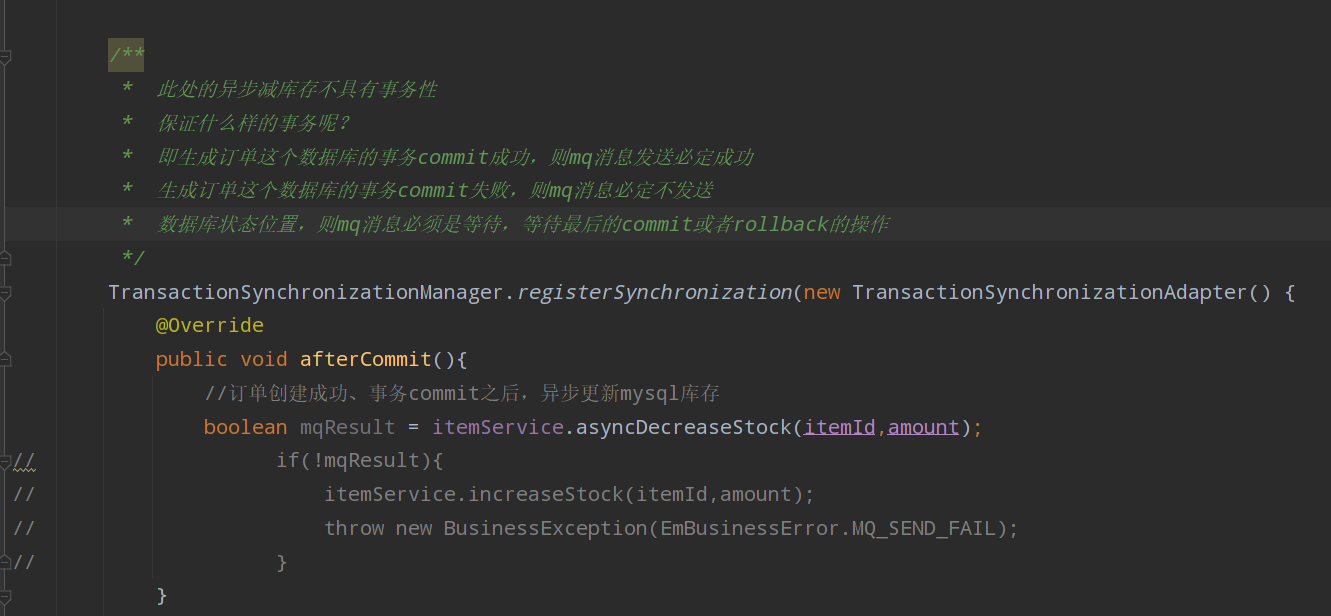 /**
 *  此处的异步减库存不具有事务性
 *  保证什么样的事务呢？
 *  即生成订单这个数据库的事务commit成功，则mq消息发送必定成功
 *  生成订单这个数据库的事务commit失败，则mq消息必定不发送
 *  数据库状态位置，则mq消息必须是等待，等待最后的commit或者rollback的操作
 */
TransactionSynchronizationManager.registerSynchronization(new TransactionSynchronizationAdapter() {
    @Override
    public void afterCommit(){
        //订单创建成功、事务commit之后，异步更新mysql库存
        boolean mqResult = itemService.asyncDecreaseStock(itemId,amount);
//                    if(!mqResult){
//                        itemService.increaseStock(itemId,amount);
//                        throw new BusinessException(EmBusinessError.MQ_SEND_FAIL);
//                    }
    }